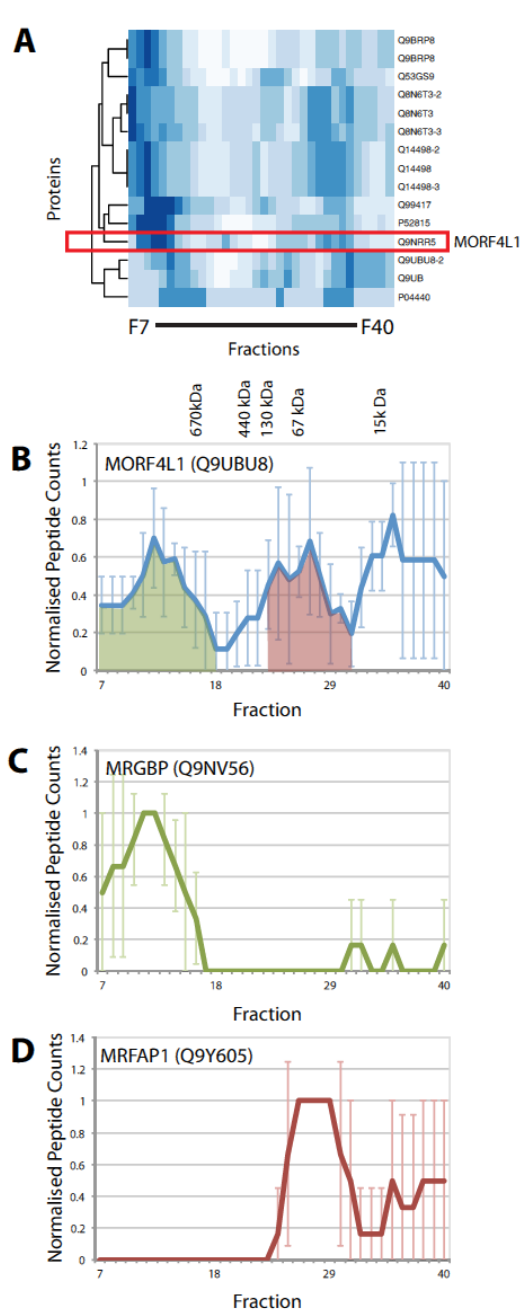 A
Proteins
Q9BRP8
Q9BRP8
Q53GS9
Q8N6T3-2
Q8N6T3
Q8N6T3-3
Q14498-2
Q14498
Q14498-3
Q99417
P52815
Q9NRR5 MORF4L1
Q9UBU8-2
Q9UB
P04440
F7 F40
Fractions
670kDa 440 kDa 130 kDa 67 kDa 15k Da
B
MORF4L1 (Q9UBU8)
Normalised Peptide Counts
1.2
1
0.8
0.6
0.4
0.2
0
7 18 29 40
Fraction
C
MRGBP (Q9NV56)
Normalised Peptide Counts
1.4
1.2
1
0.8
0.6
0.4
0.2
0
7 18 29 40
Fraction
D
MRFAP1 (Q9Y605)
Normalised Peptide Counts
1.4
1.2
1
0.8
0.6
0.4
0.2
0
7 18 29 40
Fraction